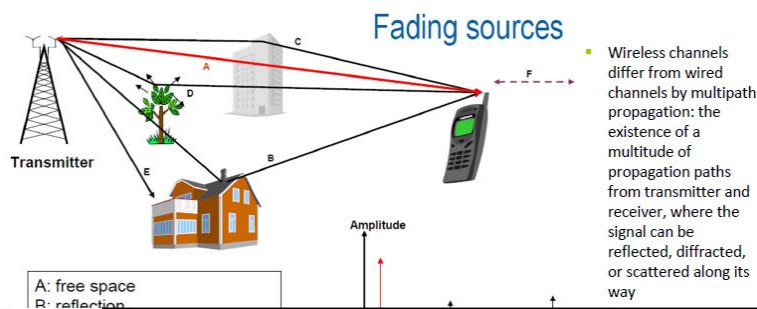 Fading sources
C
A
F
D
Transmitter
E
B
Amplitude
A: free space
B: reflection
▪ Wireless channels
differ from wired
channels by multipath
propagation: the
existence of a
multitude of
propagation paths
from transmitter and
receiver, where the
signal can be
reflected, diffracted,
or scattered along its
way